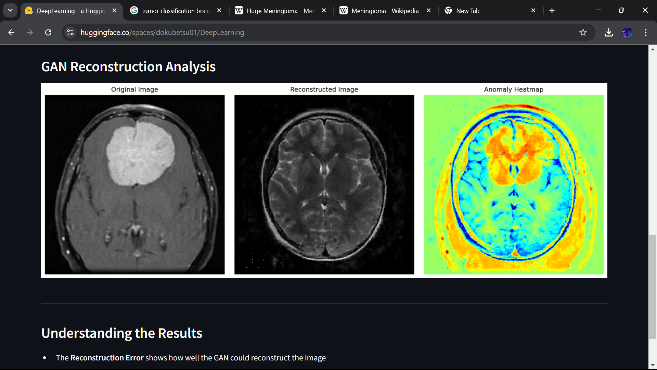 DeepLearning - a Huggin
tumor classification brain
Huge Meningioma - Me
Meningioma - Wikipedia
New Tab
huggingface.co/spaces/dokubetsu01/DeepLearning
GAN Reconstruction Analysis
Original Image
Reconstructed Image
Anomaly Heatmap
Understanding the Results
• The Reconstruction Error shows how well the GAN could reconstruct the image